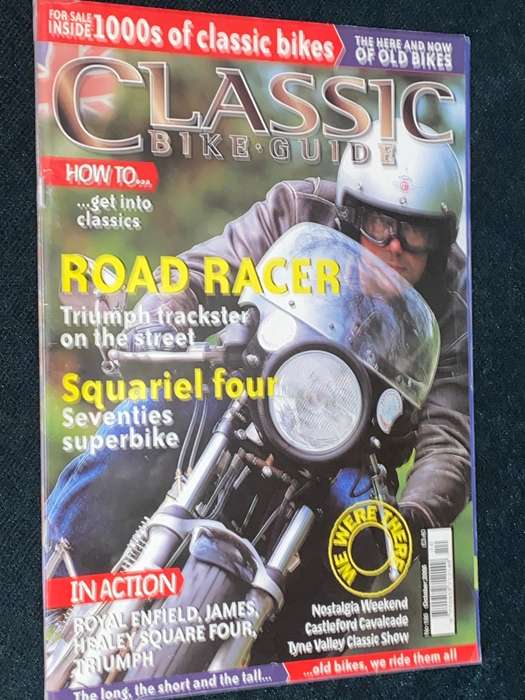 FOR SALE
INSIDE 1000s of classic bikes
THE HERE AND NOW
OF OLD BIKES
CLASSIC
BIKE·GUIDE
HOW TO...
...get into
classics
ROAD RACER
Triumph trackster
on the street
Squariel four
Seventies
superbike
WE WERE THERE
IN ACTION
ROYAL ENFIELD, JAMES,
HEALEY SQUARE FOUR,
TRIUMPH
Nostalgia Weekend
Castleford Cavalcade
Tyne Valley Classic Show
October 2005
The long, the short and the tall...
...old bikes, we ride them all